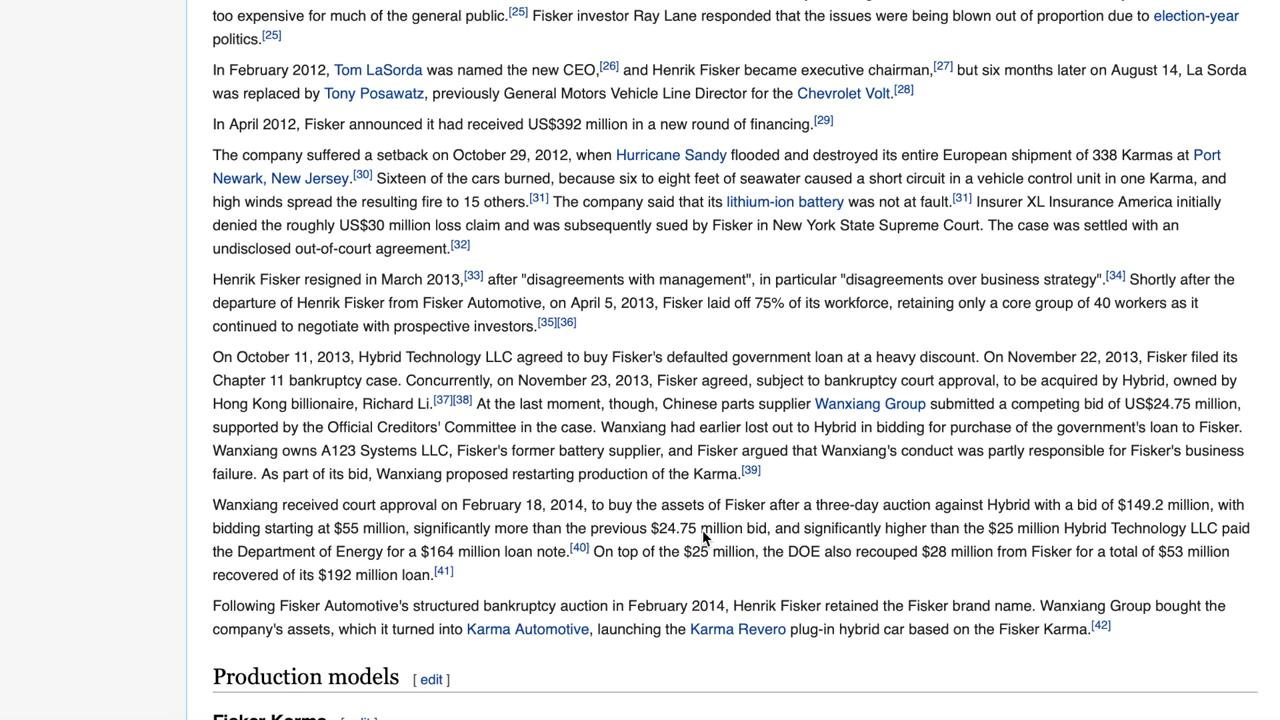 too expensive for much of the general public.[25] Fisker investor Ray Lane responded that the issues were being blown out of proportion due to election-year
politics.[25]
In February 2012, Tom LaSorda was named the new CEO,[26] and Henrik Fisker became executive chairman,[27] but six months later on August 14, La Sorda
was replaced by Tony Posawatz, previously General Motors Vehicle Line Director for the Chevrolet Volt.[28]
In April 2012, Fisker announced it had received US$392 million in a new round of financing.[29]
The company suffered a setback on October 29, 2012, when Hurricane Sandy flooded and destroyed its entire European shipment of 338 Karmas at Port
Newark, New Jersey.[30] Sixteen of the cars burned, because six to eight feet of seawater caused a short circuit in a vehicle control unit in one Karma, and
high winds spread the resulting fire to 15 others.[31] The company said that its lithium-ion battery was not at fault.[31] Insurer XL Insurance America initially
denied the roughly US$30 million loss claim and was subsequently sued by Fisker in New York State Supreme Court. The case was settled with an
undisclosed out-of-court agreement.[32]
Henrik Fisker resigned in March 2013,[33] after "disagreements with management", in particular "disagreements over business strategy".[34] Shortly after the
departure of Henrik Fisker from Fisker Automotive, on April 5, 2013, Fisker laid off 75% of its workforce, retaining only a core group of 40 workers as it
continued to negotiate with prospective investors.[35][36]
On October 11, 2013, Hybrid Technology LLC agreed to buy Fisker's defaulted government loan at a heavy discount. On November 22, 2013, Fisker filed its
Chapter 11 bankruptcy case. Concurrently, on November 23, 2013, Fisker agreed, subject to bankruptcy court approval, to be acquired by Hybrid, owned by
Hong Kong billionaire, Richard Li.[37][38] At the last moment, though, Chinese parts supplier Wanxiang Group submitted a competing bid of US$24.75 million,
supported by the Official Creditors' Committee in the case. Wanxiang had earlier lost out to Hybrid in bidding for purchase of the government's loan to Fisker.
Wanxiang owns A123 Systems LLC, Fisker's former battery supplier, and Fisker argued that Wanxiang's conduct was partly responsible for Fisker's business
failure. As part of its bid, Wanxiang proposed restarting production of the Karma.[39]
Wanxiang received court approval on February 18, 2014, to buy the assets of Fisker after a three-day auction against Hybrid with a bid of $149.2 million, with
bidding starting at $55 million, significantly more than the previous $24.75 million bid, and significantly higher than the $25 million Hybrid Technology LLC paid
the Department of Energy for a $164 million loan note.[40] On top of the $25 million, the DOE also recouped $28 million from Fisker for a total of $53 million
recovered of its $192 million loan.[41]
Following Fisker Automotive's structured bankruptcy auction in February 2014, Henrik Fisker retained the Fisker brand name. Wanxiang Group bought the
company's assets, which it turned into Karma Automotive, launching the Karma Revero plug-in hybrid car based on the Fisker Karma.[42]
Production models [ edit ]
Fisker Karma [ edit ]